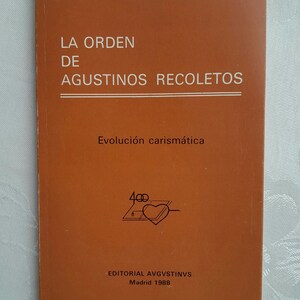 LA ORDEN
DE
AGUSTINOS RECOLETOS
Evolución carismática
400
EDITORIAL AVGVSTINVS
Madrid 1988